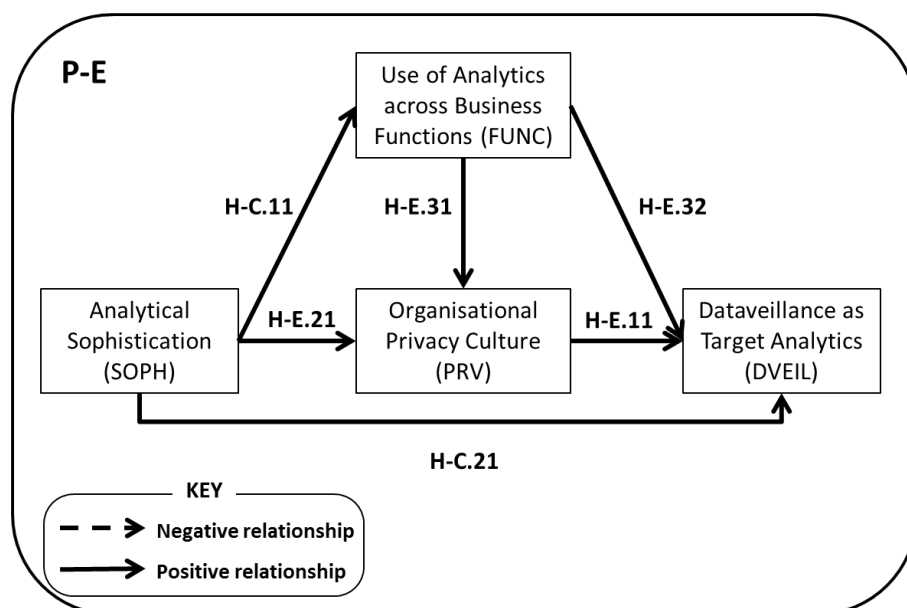 P-E
Use of Analytics
across Business
Functions (FUNC)
H-C.11
H-E.31
H-E.32
Analytical
Sophistication
(SOPH)
H-E.21
Organisational
Privacy Culture
(PRV)
H-E.11
Dataveillance as
Target Analytics
(DVEIL)
H-C.21
KEY
Negative relationship
Positive relationship